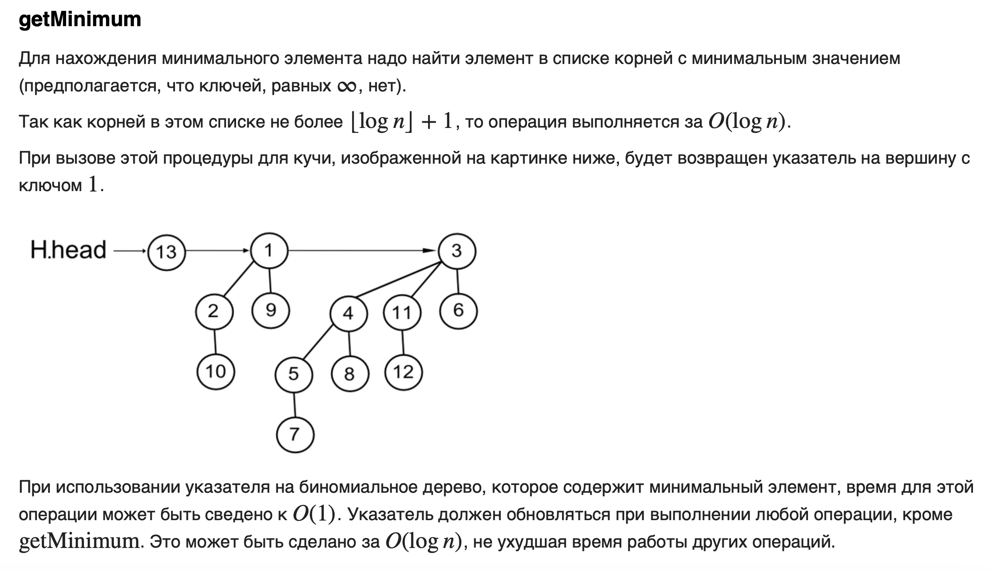 getMinimum
Для нахождения минимального элемента надо найти элемент в списке корней с минимальным значением
(предполагается, что ключей, равных ∞, нет).
Так как корней в этом списке не более ⌊log n⌋ + 1, то операция выполняется за O(log n).
При вызове этой процедуры для кучи, изображенной на картинке ниже, будет возвращен указатель на вершину с
ключом 1.
H.head 13 1 3
2 9 4 11 6
10 5 8 12
7
При использовании указателя на биномиальное дерево, которое содержит минимальный элемент, время для этой
операции может быть сведено к O(1). Указатель должен обновляться при выполнении любой операции, кроме
getMinimum. Это может быть сделано за O(log n), не ухудшая время работы других операций.